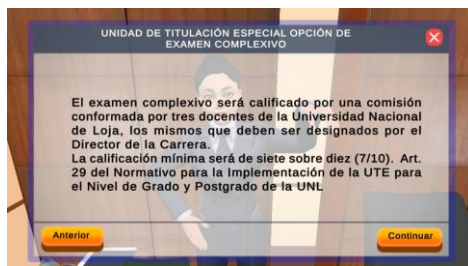 UNIDAD DE TITULACIÓN ESPECIAL OPCIÓN DE
EXAMEN COMPLEXIVO
El examen complexivo será calificado por una comisión
conformada por tres docentes de la Universidad Nacional
de Loja, los mismos que deben ser designados por el
Director de la Carrera.
La calificación mínima será de siete sobre diez (7/10). Art.
29 del Normativo para la Implementación de la UTE para
el Nivel de Grado y Postgrado de la UNL
Anterior
Continuar